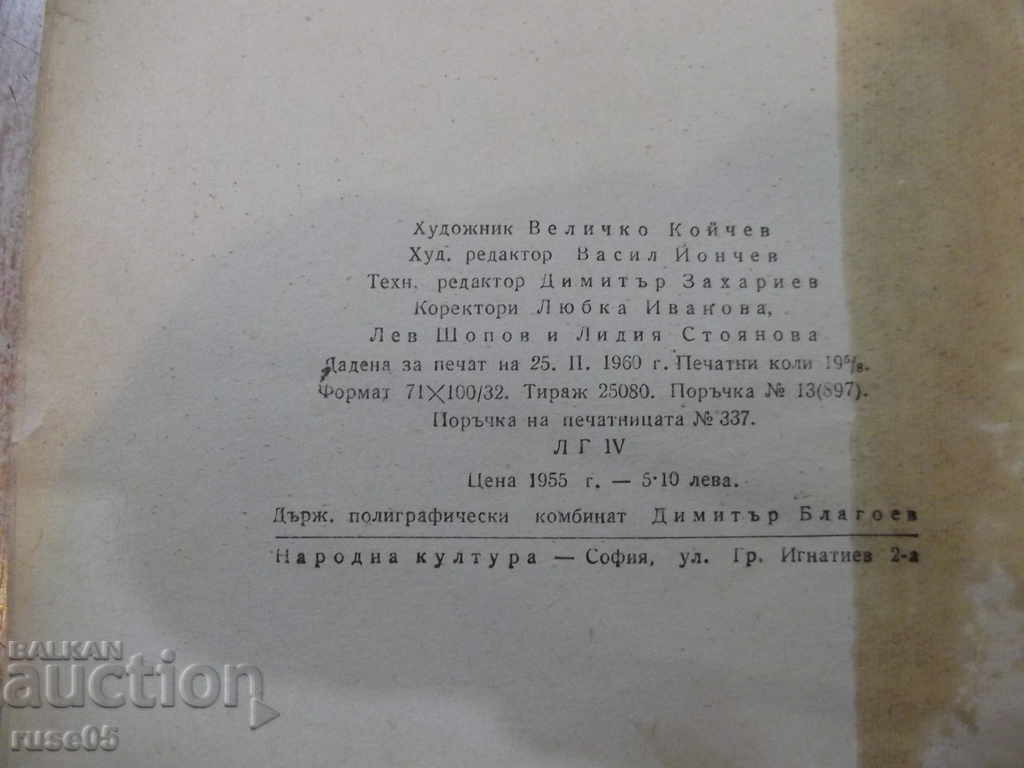 Художник Величко Койчев
Худ. редактор Васил Йончев
Техн. редактор Димитър Захариев
Коректори Любка Иванова,
Лев Шопов и Лидия Стоянова
Дадена за печат на 25. II. 1960 г. Печатни коли 19⁵/₈.
Формат 71×100/32. Тираж 25080. Поръчка № 13(897).
Поръчка на печатницата № 337.
ЛГ IV
Цена 1955 г. — 5·10 лева.
Държ. полиграфически комбинат Димитър Благоев
Народна култура — София, ул. Гр. Игнатиев 2-а
BALKAN
auction
ruse05